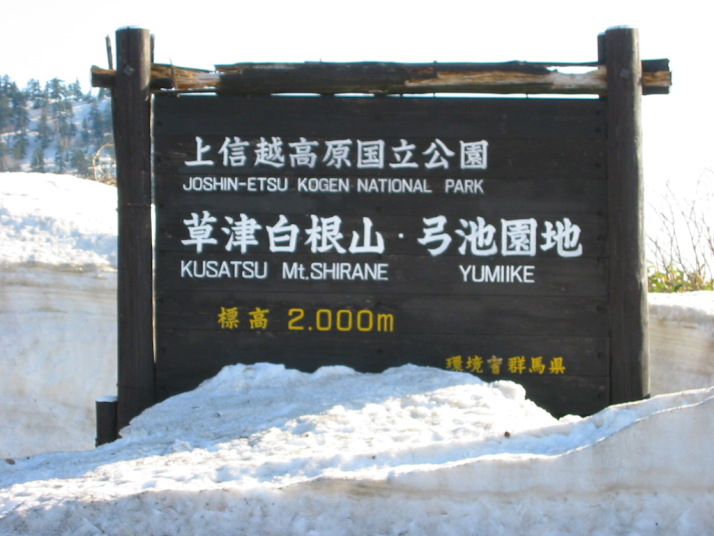 上信越高原国立公園
JOSHIN-ETSU KOGEN NATIONAL PARK
草津白根山・弓池園地
KUSATSU Mt.SHIRANE YUMIIKE
標高 2.000m
環境省群馬県